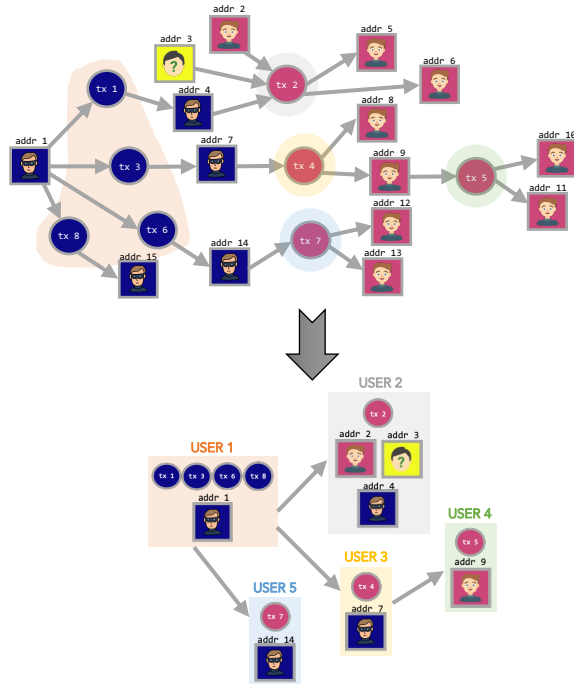 addr 2
addr 3
addr 5
tx 1
tx 2
addr 6
addr 4
addr 8
addr 1
addr 7
addr 10
tx 3
tx 4
addr 9
tx 5
addr 11
addr 12
tx 8
tx 6
addr 14
tx 7
addr 15
addr 13
USER 2
tx 2
addr 2 addr 3
addr 4
USER 1
tx 1 tx 3 tx 6 tx 8
addr 1
USER 4
tx 5
addr 9
USER 3
tx 4
addr 7
USER 5
tx 7
addr 14